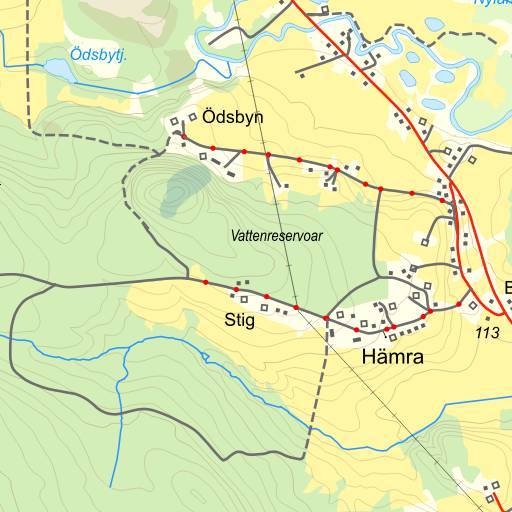 Ödsbytj.
Ödsbyn
Vattenreservoar
Stig
113
Hämra